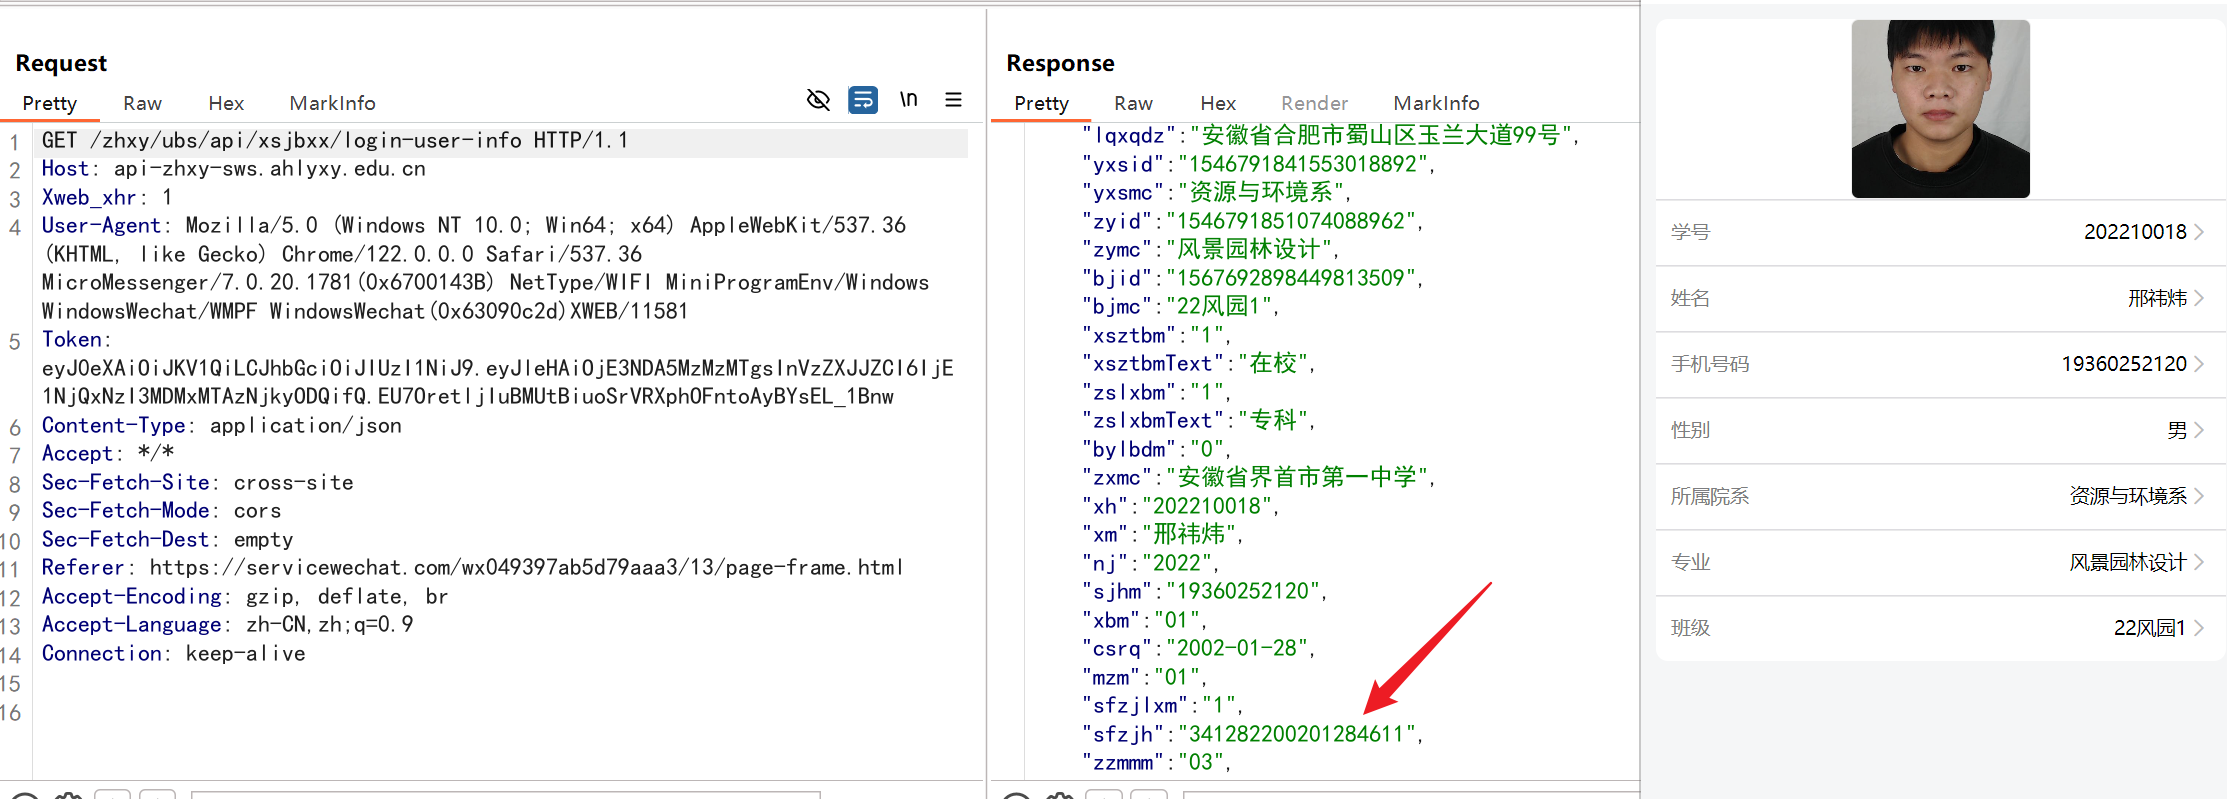 Request
Pretty Raw Hex MarkInfo
\n
1 GET /zhxy/ubs/api/xsjbxx/login-user-info HTTP/1.1
2 Host: api-zhxy-sws.ahlyxy.edu.cn
3 Xweb_xhr: 1
4 User-Agent: Mozilla/5.0 (Windows NT 10.0; Win64; x64) AppleWebKit/537.36
(KHTML, like Gecko) Chrome/122.0.0.0 Safari/537.36
MicroMessenger/7.0.20.1781(0x6700143B) NetType/WIFI MiniProgramEnv/Windows
WindowsWechat/WMPF WindowsWechat(0x63090c2d)XWEB/11581
5 Token:
6 Content-Type: application/json
7 Accept: */*
8 Sec-Fetch-Site: cross-site
9 Sec-Fetch-Mode: cors
10 Sec-Fetch-Dest: empty
11 Referer: https://servicewechat.com/wx049397ab5d79aaa3/13/page-frame.html
12 Accept-Encoding: gzip, deflate, br
13 Accept-Language: zh-CN,zh;q=0.9
14 Connection: keep-alive
15
16
Response
Pretty Raw Hex Render MarkInfo
"lqxqdz":"安徽省合肥市蜀山区玉兰大道99号",
"yxsid":"1546791841553018892",
"yxsmc":"资源与环境系",
"zyid":"1546791851074088962",
"zymc":"风景园林设计",
"bjid":"1567692898449813509",
"bjmc":"22风园1",
"xsztbm":"1",
"xsztbmText":"在校",
"zslxbm":"1",
"zslxbmText":"专科",
"bylbdm":"0",
"zxmc":"安徽省界首市第一中学",
"xh":"202210018",
"xm":"邢祎炜",
"nj":"2022",
"sjhm":"19360252120",
"xbm":"01",
"csrq":"2002-01-28",
"mzm":"01",
"sfzjlxm":"1",
"sfzjh":"341282200201284611",
"zzmmm":"03",
学号 202210018
姓名 邢祎炜
手机号码 19360252120
性别 男
所属院系 资源与环境系
专业 风景园林设计
班级 22风园1